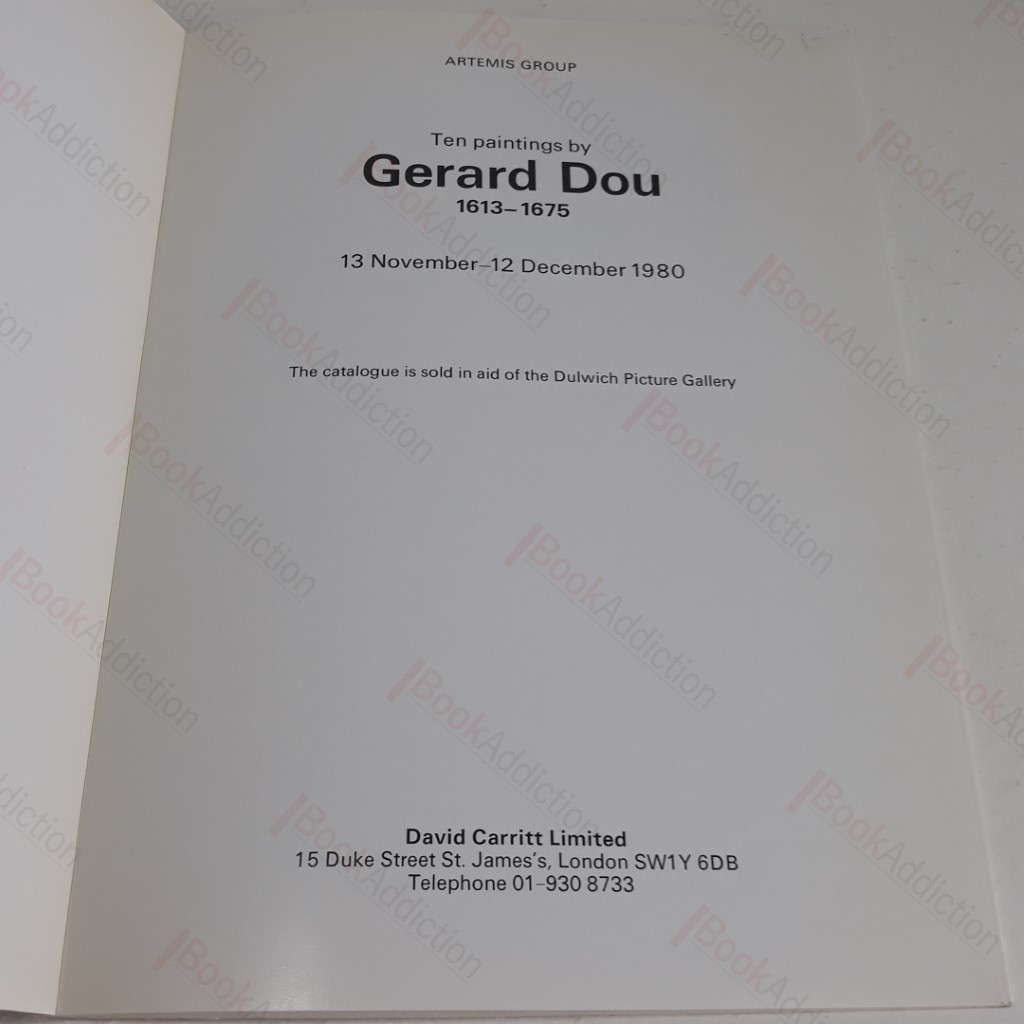 ARTEMIS GROUP
Ten paintings by
Gerard Dou
1613–1675
13 November–12 December 1980
The catalogue is sold in aid of the Dulwich Picture Gallery
David Carritt Limited
15 Duke Street St. James's, London SW1Y 6DB
Telephone 01-930 8733
BookAddiction